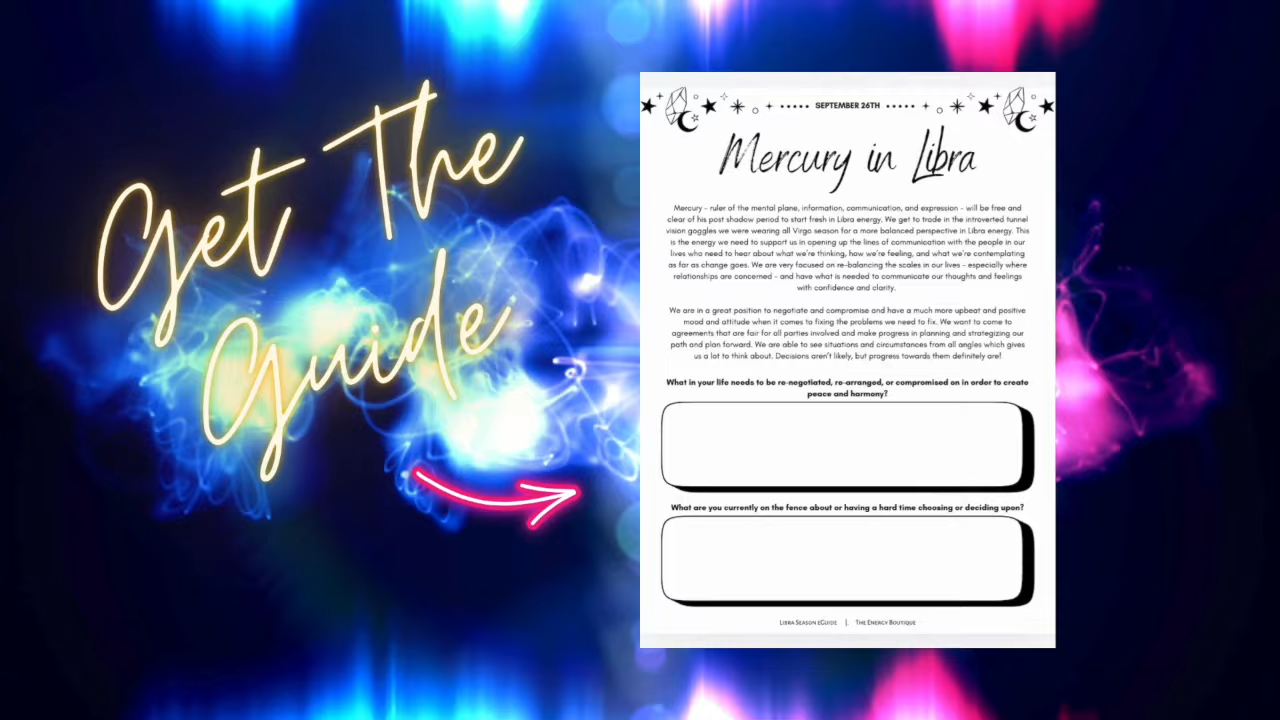 Get The
Guide
SEPTEMBER 26TH
Mercury in Libra
Mercury - ruler of the mental plane, information, communication, and expression - will be free and
clear of his post shadow period to start fresh in Libra energy. We get to trade in the introverted tunnel
vision goggles we were wearing all Virgo season for a more balanced perspective in Libra energy. This
is the energy we need to support us in opening up the lines of communication with the people in our
lives who need to hear about what we're thinking, how we're feeling, and what we're contemplating
as far as change goes. We are very focused on re-balancing the scales in our lives - especially where
relationships are concerned - and have what is needed to communicate our thoughts and feelings
with confidence and clarity.
We are in a great position to negotiate and compromise and have a much more upbeat and positive
mood and attitude when it comes to fixing the problems we need to fix. We want to come to
agreements that are fair for all parties involved and make progress in planning and strategizing our
path and plan forward. We are able to see situations and circumstances from all angles which gives
us a lot to think about. Decisions aren't likely, but progress towards them definitely are!
What in your life needs to be re-negotiated, re-arranged, or compromised on in order to create
peace and harmony?
What are you currently on the fence about or having a hard time choosing or deciding upon?
Libra Season eGuide | The Energy Boutique